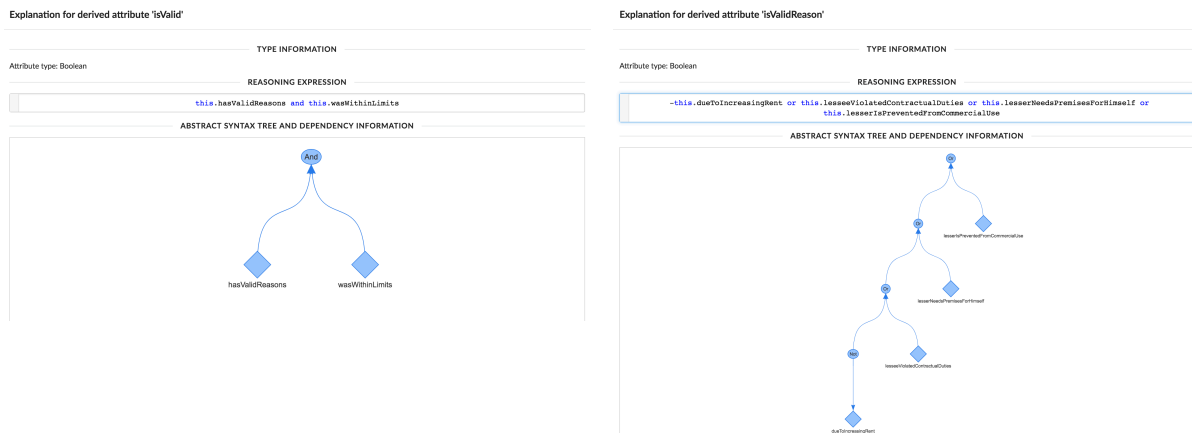 Explanation for derived attribute 'isValid'
TYPE INFORMATION
Attribute type: Boolean
REASONING EXPRESSION
this.hasValidReasons and this.wasWithinLimits
ABSTRACT SYNTAX TREE AND DEPENDENCY INFORMATION
And
hasValidReasons
wasWithinLimits
Explanation for derived attribute 'isValidReason'
TYPE INFORMATION
Attribute type: Boolean
REASONING EXPRESSION
~this.dueToIncreasingRent or this.lesseeViolatedContractualDuties or this.lesserNeedsPremisesForHimself or
this.lesserIsPreventedFromCommercialUse
ABSTRACT SYNTAX TREE AND DEPENDENCY INFORMATION
Or
lesserIsPreventedFromCommercialUse
Or
lesserNeedsPremisesForHimself
Or
lesseeViolatedContractualDuties
Not
dueToIncreasingRent